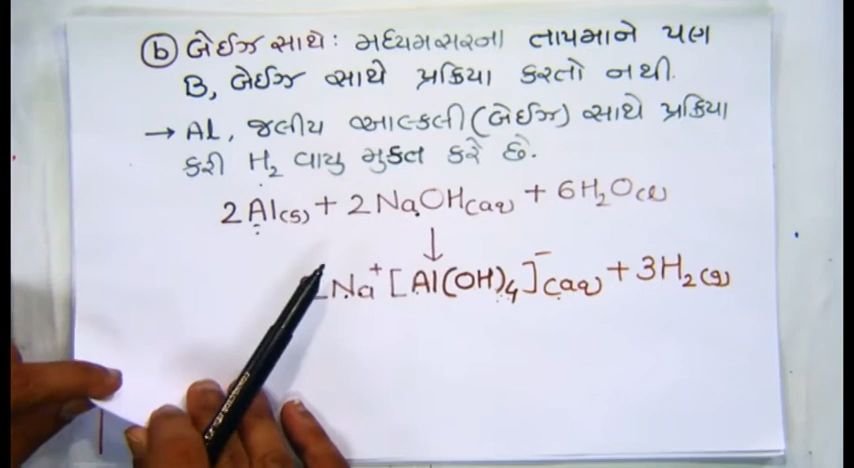 (b) બેઈઝ સાથે: મધ્યમસરના તાપમાને પણ
B, બેઈઝ સાથે પ્રક્રિયા કરતો નથી.
→ Al, જલીય આલ્કલી (બેઈઝ) સાથે પ્રક્રિયા
કરી H₂ વાયુ મુક્ત કરે છે.
2Al(s) + 2NaOH(aq) + 6H₂O(l)
↓
2Na⁺[Al(OH)₄]⁻(aq) + 3H₂(g)